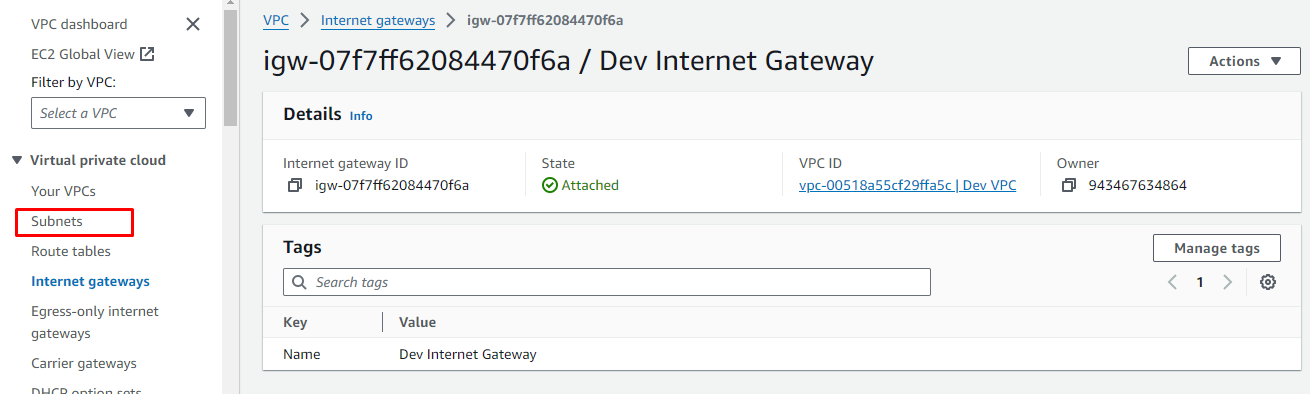 VPC dashboard
EC2 Global View
Filter by VPC:
Select a VPC
Virtual private cloud
Your VPCs
Subnets
Route tables
Internet gateways
Egress-only internet
gateways
Carrier gateways
DHCP option sets
VPC > Internet gateways > igw-07f7ff62084470f6a
igw-07f7ff62084470f6a / Dev Internet Gateway
Actions
Details Info
Internet gateway ID
igw-07f7ff62084470f6a
State
Attached
VPC ID
vpc-00518a55cf29ffa5c | Dev VPC
Owner
943467634864
Tags
Manage tags
Search tags
1
Key Value
Name Dev Internet Gateway